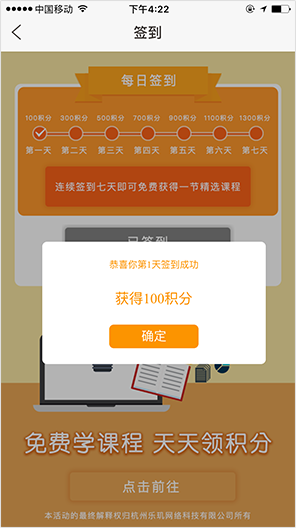 中国移动 下午4:22
签到
每日签到
100积分 300积分 500积分 700积分 900积分 1100积分 1300积分
第一天 第二天 第三天 第四天 第五天 第六天 第七天
连续签到七天即可免费获得一节精选课程
已签到
恭喜你第1天签到成功
获得100积分
确定
免费学课程 天天领积分
点击前往
本活动的最终解释权归杭州乐玑网络科技有限公司所有